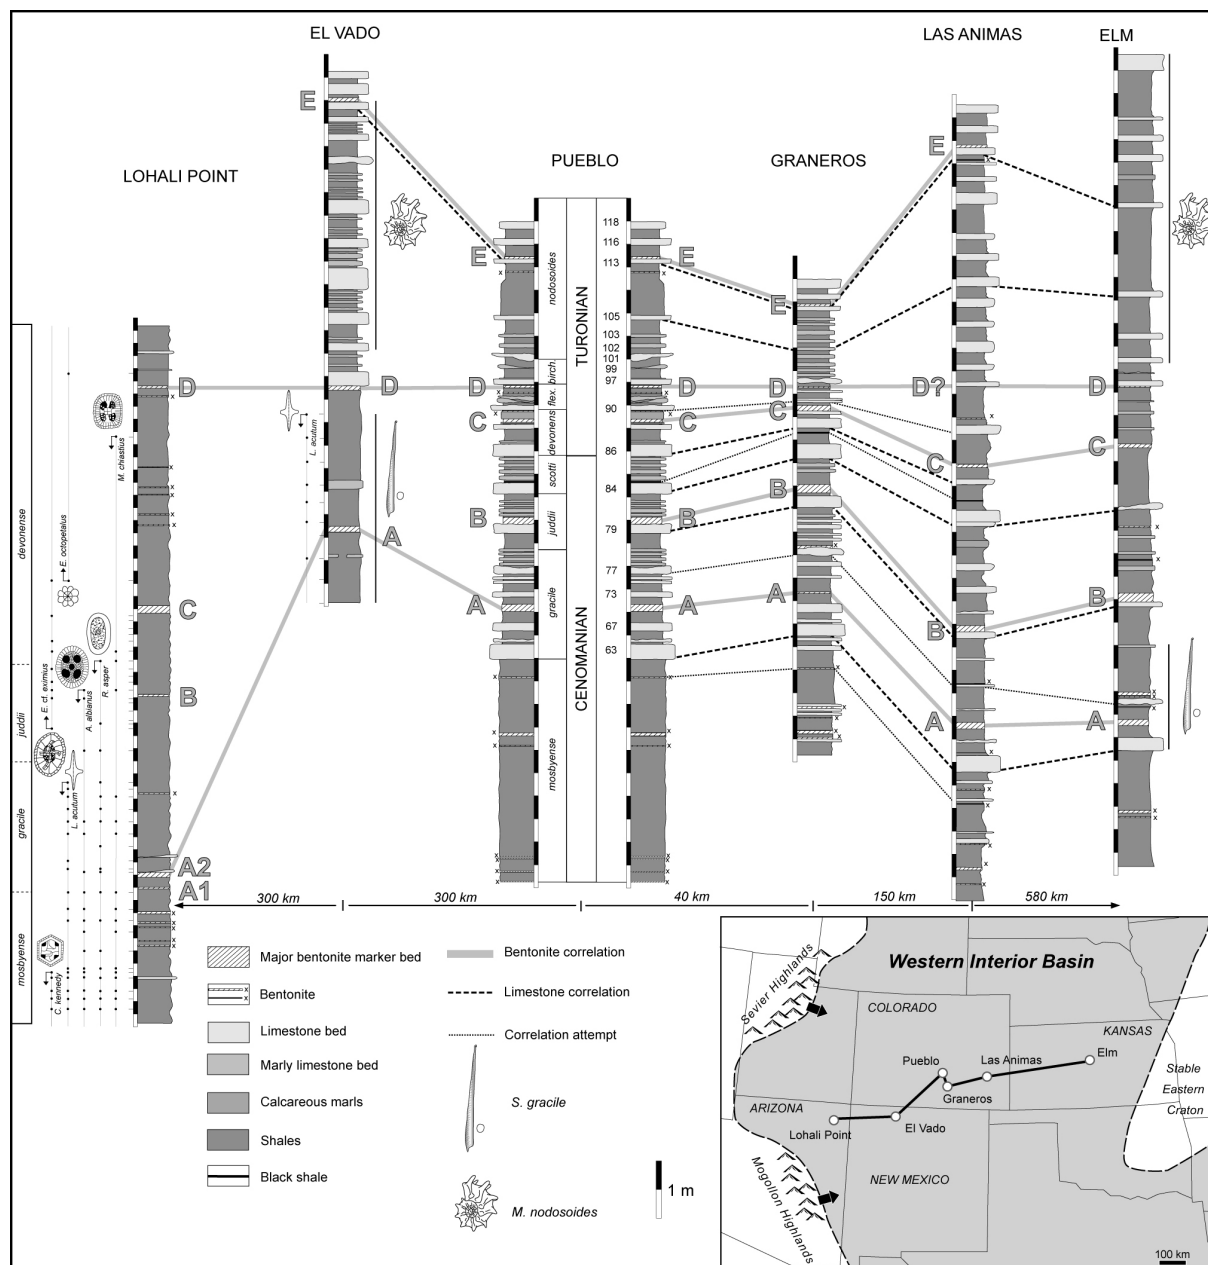 EL VADO
LAS ANIMAS
ELM
LOHALI POINT
PUEBLO
GRANEROS
E
E
E
E
E
D
D
D
D
D
D?
D
C
C
C
C
C
C
B
B
B
B
B
B
B
A
A
A
A
A
A
A2
A1
devonense
juddii
gracile
mosbyense
M. chiastius
E. octopetalus
R. asper
E. cf. eximius
A. albianus
L. acutum
C. kennedy
L. acutum
nodosoides
birch.
flex.
devonens
scotti
juddii
gracile
mosbyense
TURONIAN
CENOMANIAN
118
116
113
105
103
102
101
99
97
90
86
84
79
77
73
67
63
x
300 km
300 km
40 km
150 km
580 km
Major bentonite marker bed
Bentonite
x
x
Limestone bed
Marly limestone bed
Calcareous marls
Shales
Black shale
Bentonite correlation
Limestone correlation
Correlation attempt
S. gracile
M. nodosoides
1 m
Western Interior Basin
Sevier Highlands
COLORADO
KANSAS
Pueblo
Las Animas
Elm
Graneros
Stable
Eastern
Craton
ARIZONA
Lohali Point
El Vado
NEW MEXICO
Mogollon Highlands
100 km